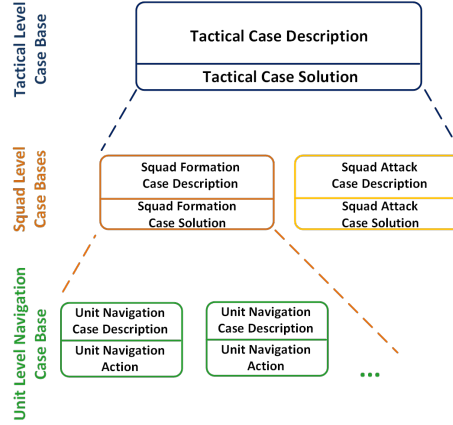 Tactical Level
Case Base
Tactical Case Description
Tactical Case Solution
Squad Level
Case Bases
Squad Formation
Case Description
Squad Formation
Case Solution
Squad Attack
Case Description
Squad Attack
Case Solution
Unit Level Navigation
Case Base
Unit Navigation
Case Description
Unit Navigation
Action
Unit Navigation
Case Description
Unit Navigation
Action
...